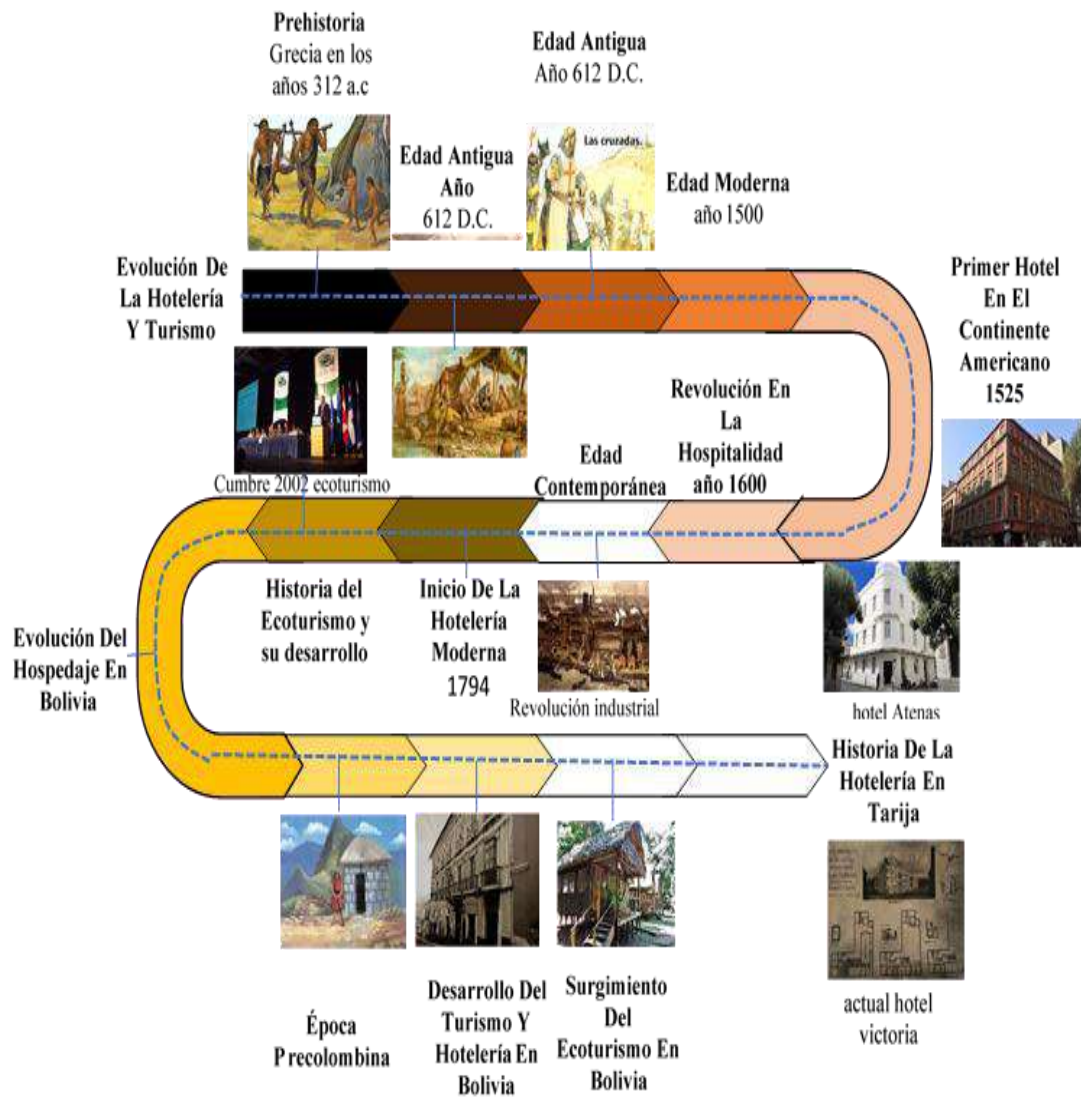 Prehistoria
Grecia en los
años 312 a.c
Edad Antigua
Año
612 D.C.
Edad Antigua
Año 612 D.C.
Las cruzadas.
Edad Moderna
año 1500
Evolución De
La Hotelería
Y Turismo
Primer Hotel
En El
Continente
Americano
1525
Revolución En
La
Hospitalidad
año 1600
Edad
Contemporánea
Cumbre 2002 ecoturismo
Historia del
Ecoturismo y
su desarrollo
Inicio De La
Hotelería
Moderna
1794
Revolución industrial
hotel Atenas
Evolución Del
Hospedaje En
Bolivia
Historia De La
Hotelería En
Tarija
Época
Precolombina
Desarrollo Del
Turismo Y
Hotelería En
Bolivia
Surgimiento
Del
Ecoturismo En
Bolivia
actual hotel
victoria